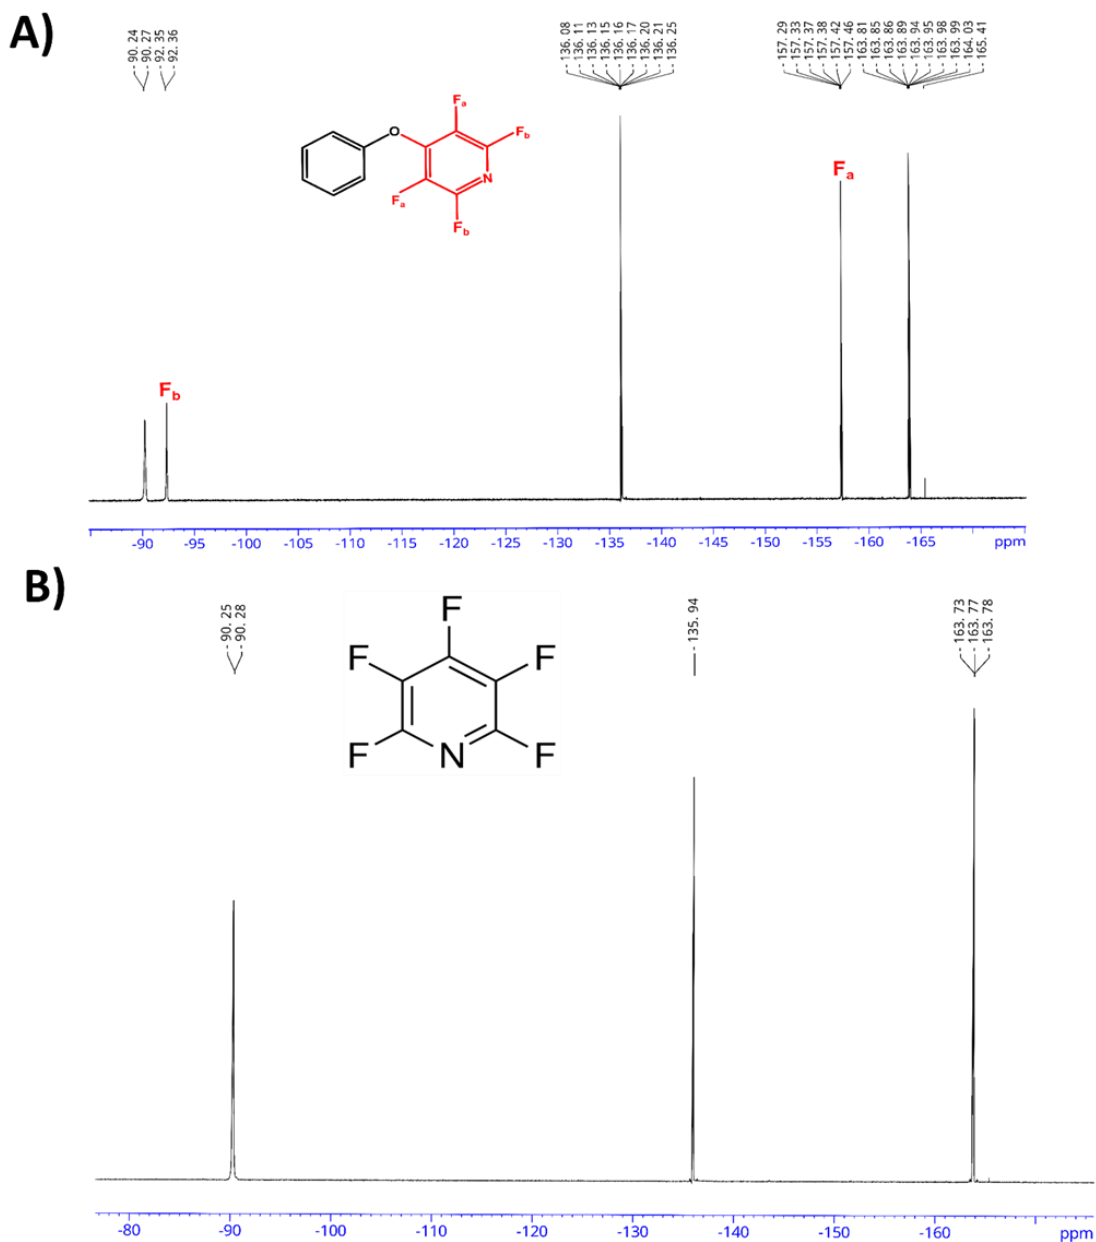 A)
- 90. 24
- 90. 27
- 92. 35
- 92. 36
- 136. 08
- 136. 11
- 136. 13
- 136. 15
- 136. 16
- 136. 17
- 136. 20
- 136. 21
- 136. 25
- 157. 29
- 157. 33
- 157. 37
- 157. 38
- 157. 42
- 157. 46
- 163. 81
- 163. 85
- 163. 86
- 163. 89
- 163. 94
- 163. 95
- 163. 98
- 163. 99
- 164. 03
- 165. 41
Fa
O
Fb
N
Fa
Fb
Fa
Fb
-90 -95 -100 -105 -110 -115 -120 -125 -130 -135 -140 -145 -150 -155 -160 -165 ppm
B)
- 90. 25
- 90. 28
- 135. 94
- 163. 73
- 163. 77
- 163. 78
F
F F
F N F
-80 -90 -100 -110 -120 -130 -140 -150 -160 ppm